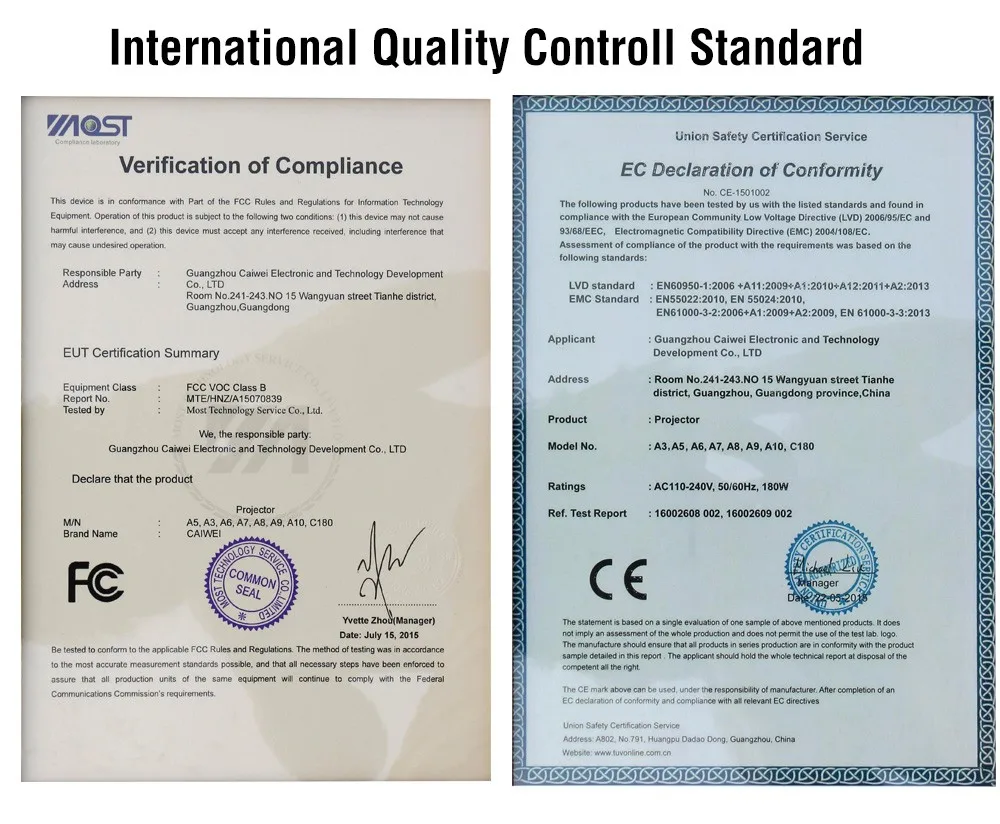 International Quality Controll Standard
MOST
Compliance laboratory
Verification of Compliance
This device is in conformance with Part of the FCC Rules and Regulations for Information Technology
Equipment. Operation of this product is subject to the following two conditions: (1) this device may not cause
harmful interference, and (2) this device must accept any interference received, including interference that
may cause undesired operation.
Responsible Party : Guangzhou Caiwei Electronic and Technology Development
Address : Co., LTD
Room No.241-243.NO 15 Wangyuan street Tianhe district,
Guangzhou,Guangdong
EUT Certification Summary
Equipment Class : FCC VOC Class B
Report No. : MTE/HNZ/A15070839
Tested by : Most Technology Service Co., Ltd.
We, the responsible party:
Guangzhou Caiwei Electronic and Technology Development Co., LTD
Declare that the product
Projector
M/N : A5, A3, A6, A7, A8, A9, A10, C180
Brand Name : CAIWEI
FC
MOST TECHNOLOGY SERVICE CO.,LIMITED
COMMON
SEAL
Yvette Zhou(Manager)
Date: July 15, 2015
Be tested to conform to the applicable FCC Rules and Regulations. The method of testing was in accordance
to the most accurate measurement standards possible, and that all necessary steps have been enforced to
assure that all production units of the same equipment will continue to comply with the Federal
Communications Commission's requirements.
Union Safety Certification Service
EC Declaration of Conformity
No. CE-1501002
The following products have been tested by us with the listed standards and found in
compliance with the European Community Low Voltage Directive (LVD) 2006/95/EC and
93/68/EEC, Electromagnetic Compatibility Directive (EMC) 2004/108/EC.
Assessment of compliance of the product with the requirements was based on the
following standards:
LVD standard : EN60950-1:2006 +A11:2009+A1:2010+A12:2011+A2:2013
EMC Standard : EN55022:2010, EN 55024:2010,
EN61000-3-2:2006+A1:2009+A2:2009, EN 61000-3-3:2013
Applicant : Guangzhou Caiwei Electronic and Technology
Development Co., LTD
Address : Room No.241-243.NO 15 Wangyuan street Tianhe
district, Guangzhou, Guangdong province,China
Product : Projector
Model No. : A3,A5, A6, A7, A8, A9, A10, C180
Ratings : AC110-240V, 50/60Hz, 180W
Ref. Test Report : 16002608 002, 16002609 002
CE
Manager
The statement is based on a single evaluation of one sample of above mentioned products. It does
not imply an assessment of the whole production and does not permit the use of the test lab. logo.
The manufacture should ensure that all products in series production are in conformity with the product
sample detailed in this report . The applicant should hold the whole technical report at disposal of the
competent all the right.
The CE mark above can be used, under the responsibility of manufacturer. After completion of an
EC declaration of conformity and compliance with all relevant EC directives
Union Safety Certification Service
Address: A802, No 791, Huangpu Dadao Dong, Guangzhou, China
Website: www.tuvonline.com.cn